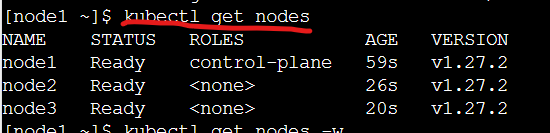 [node1 ~]$ kubectl get nodes
NAME STATUS ROLES AGE VERSION
node1 Ready control-plane 59s v1.27.2
node2 Ready <none> 26s v1.27.2
node3 Ready <none> 20s v1.27.2
[node1 ~]$ kubectl get nodes -w